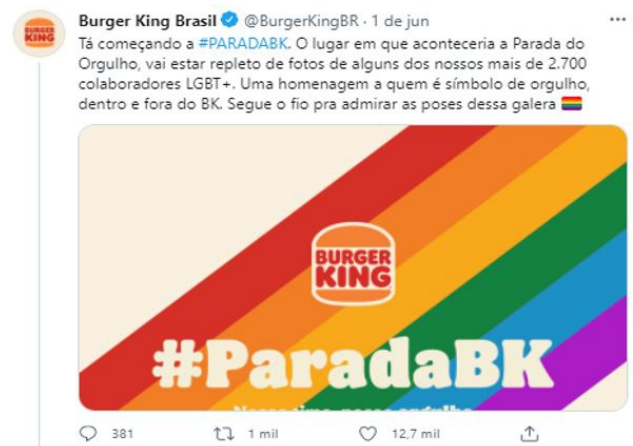 BURGER
KING
Burger King Brasil @BurgerKingBR · 1 de jun
Tá começando a #PARADABK. O lugar em que aconteceria a Parada do
Orgulho, vai estar repleto de fotos de alguns dos nossos mais de 2.700
colaboradores LGBT+. Uma homenagem a quem é símbolo de orgulho,
dentro e fora do BK. Segue o fio pra admirar as poses dessa galera
BURGER
KING
#ParadaBK
381 1 mil 12,7 mil